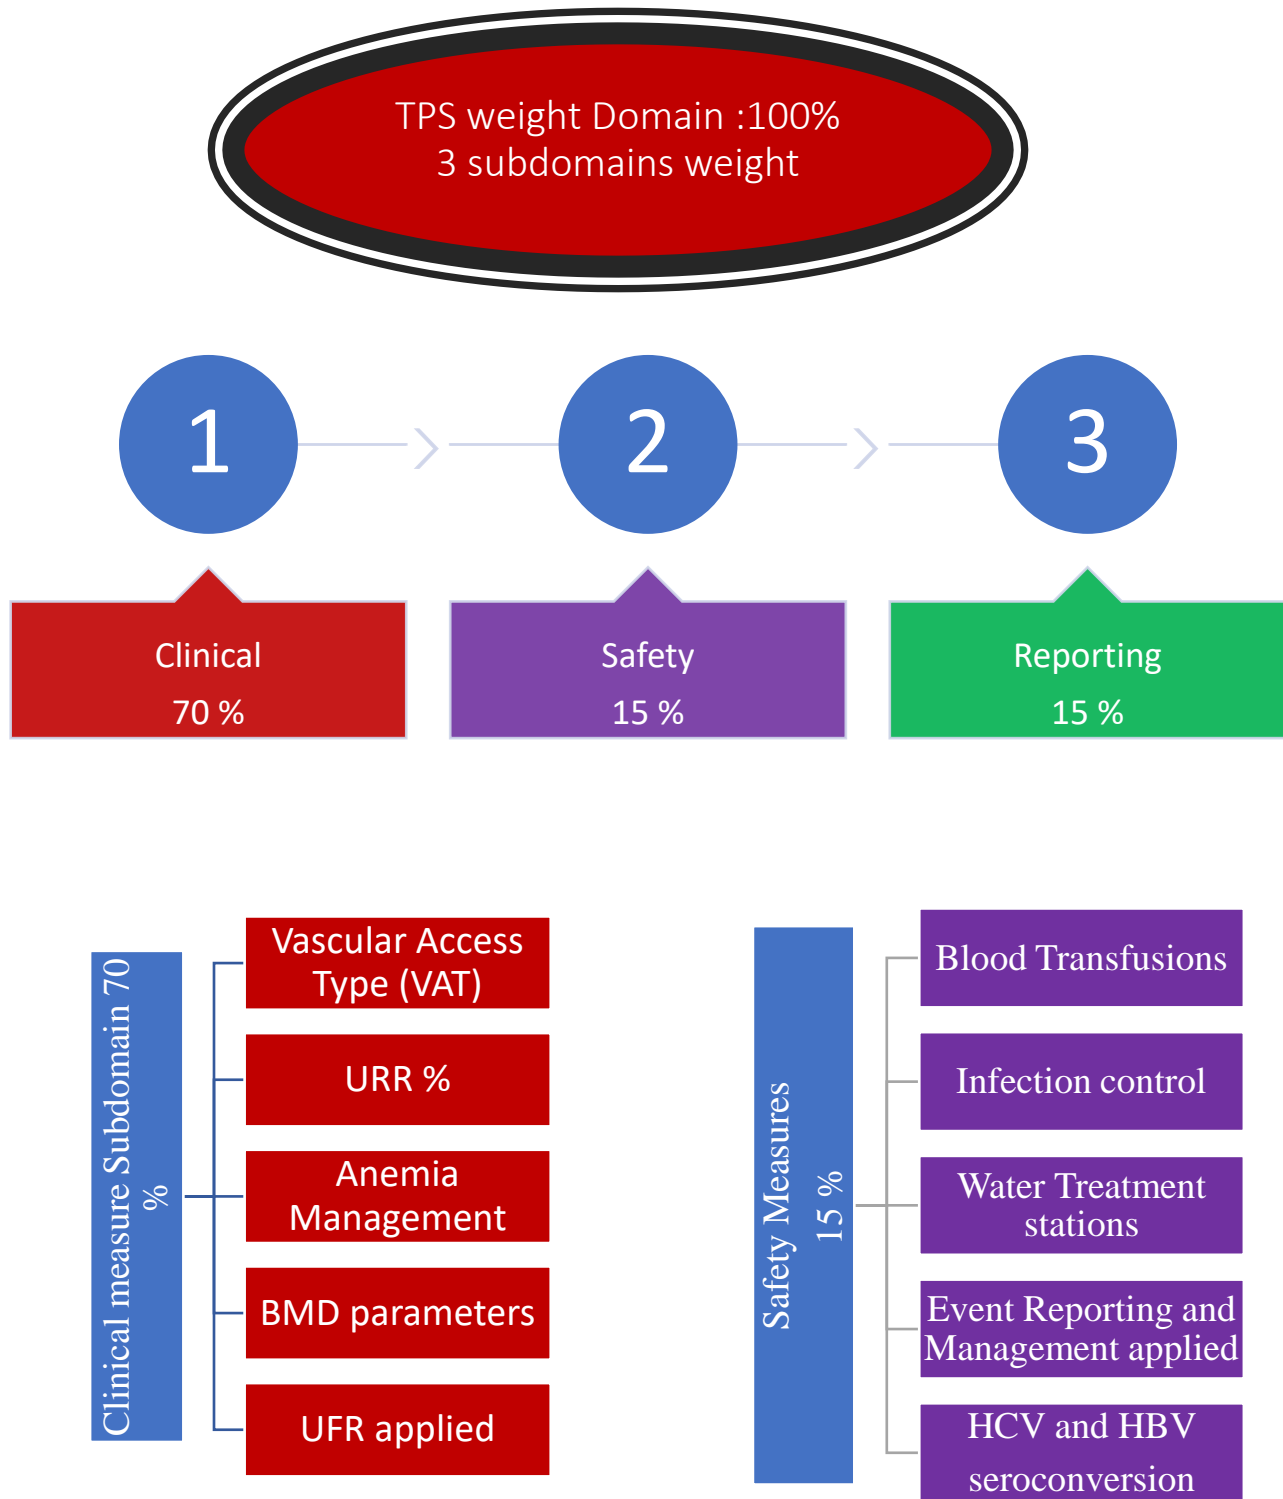 TPS weight Domain :100%
3 subdomains weight
1
2
3
Clinical
70 %
Safety
15 %
Reporting
15 %
Clinical measure Subdomain 70
%
Vascular Access
Type (VAT)
URR %
Anemia
Management
BMD parameters
UFR applied
Safety Measures
15 %
Blood Transfusions
Infection control
Water Treatment
stations
Event Reporting and
Management applied
HCV and HBV
seroconversion